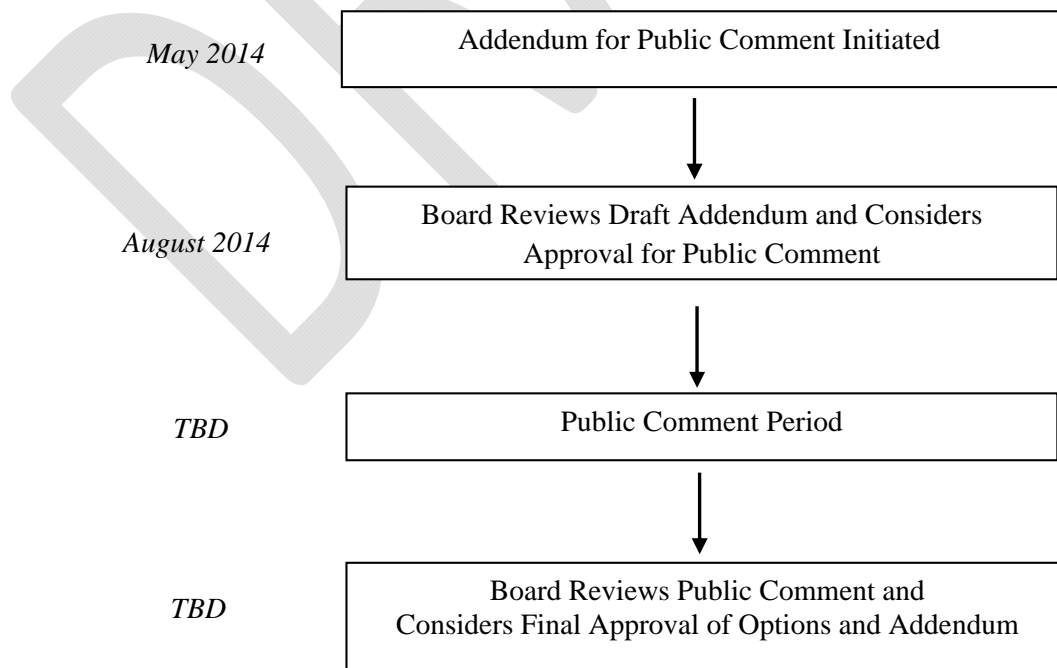 May 2014
Addendum for Public Comment Initiated
August 2014
Board Reviews Draft Addendum and Considers
Approval for Public Comment
TBD
Public Comment Period
TBD
Board Reviews Public Comment and
Considers Final Approval of Options and Addendum